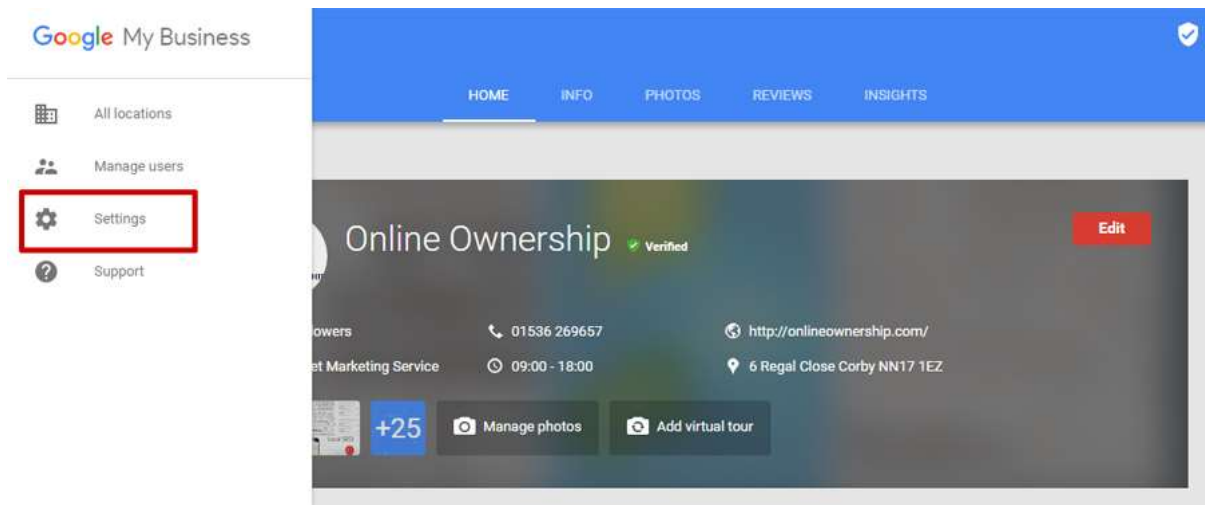 Google My Business
HOME INFO PHOTOS REVIEWS INSIGHTS
All locations
Manage users
Settings
Support
Online Ownership Verified
Edit
01536 269657
http://onlineownership.com/
Marketing Service
09:00 - 18:00
6 Regal Close Corby NN17 1EZ
+25
Manage photos
Add virtual tour